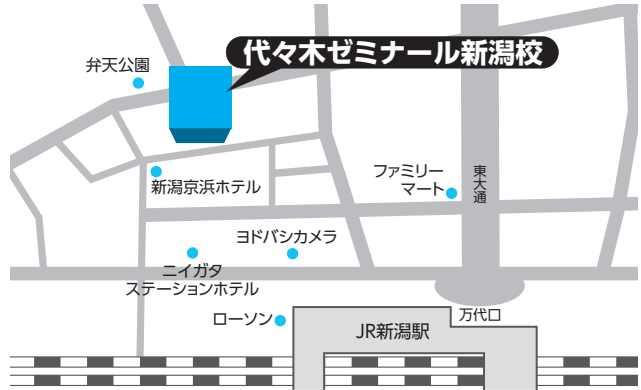 代々木ゼミナール新潟校
弁天公園
新潟京浜ホテル
ファミリー
マート
東大通
ヨドバシカメラ
ニイガタ
ステーションホテル
ローソン
万代口
JR新潟駅